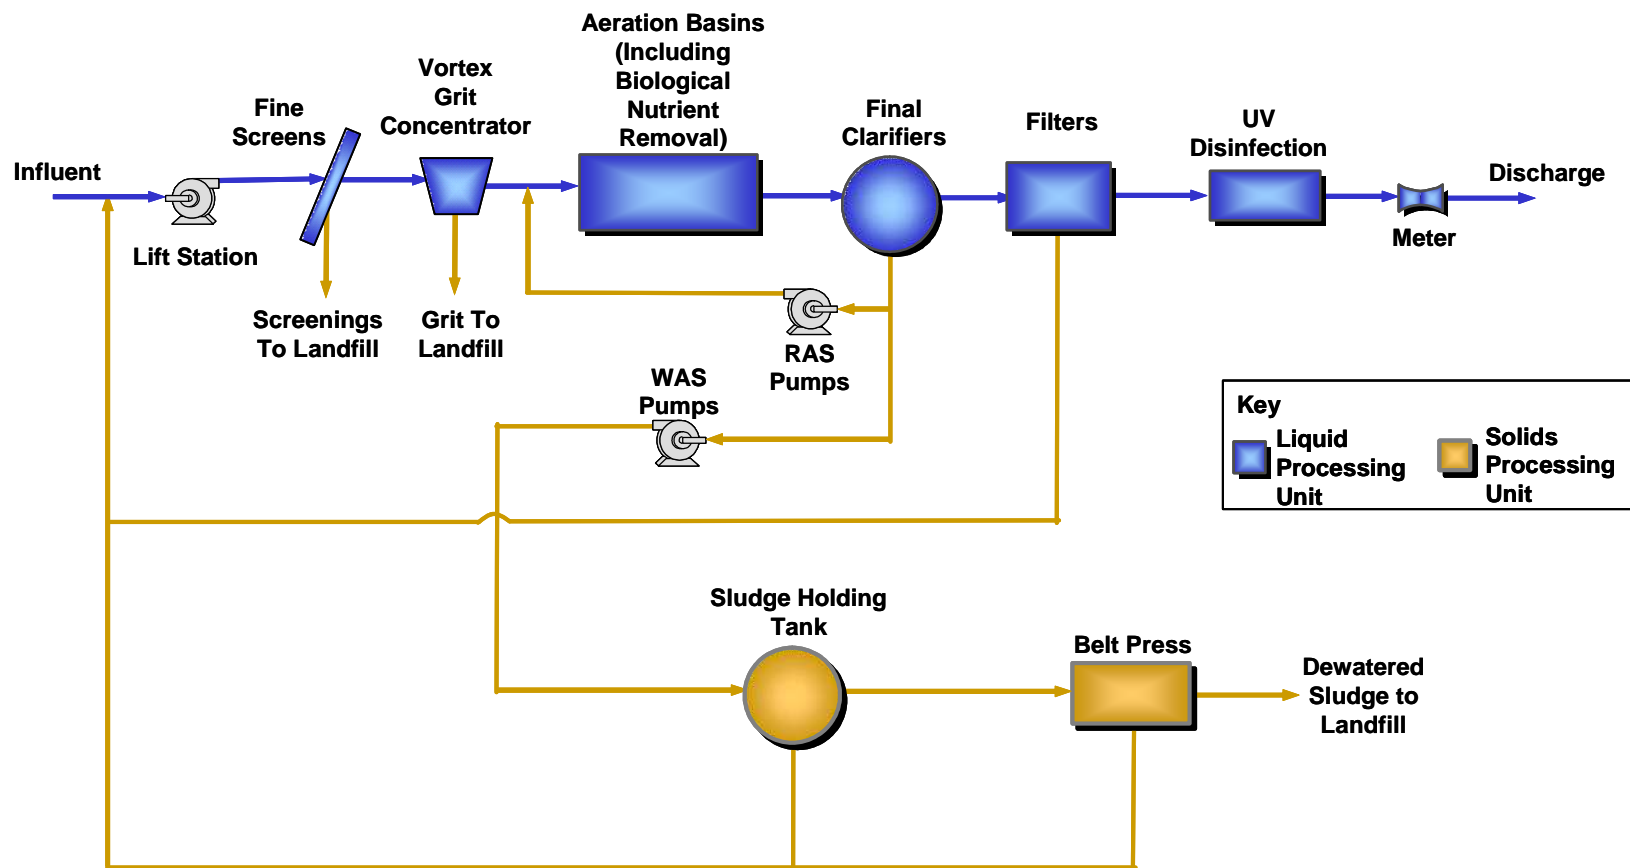 Aeration Basins
(Including
Biological
Nutrient
Removal)
Vortex
Grit
Concentrator
Fine
Screens
Final
Clarifiers
Filters
UV
Disinfection
Influent
Discharge
Lift Station
Meter
Screenings
To Landfill
Grit To
Landfill
RAS
Pumps
WAS
Pumps
Key
Liquid
Processing
Unit
Solids
Processing
Unit
Sludge Holding
Tank
Belt Press
Dewatered
Sludge to
Landfill